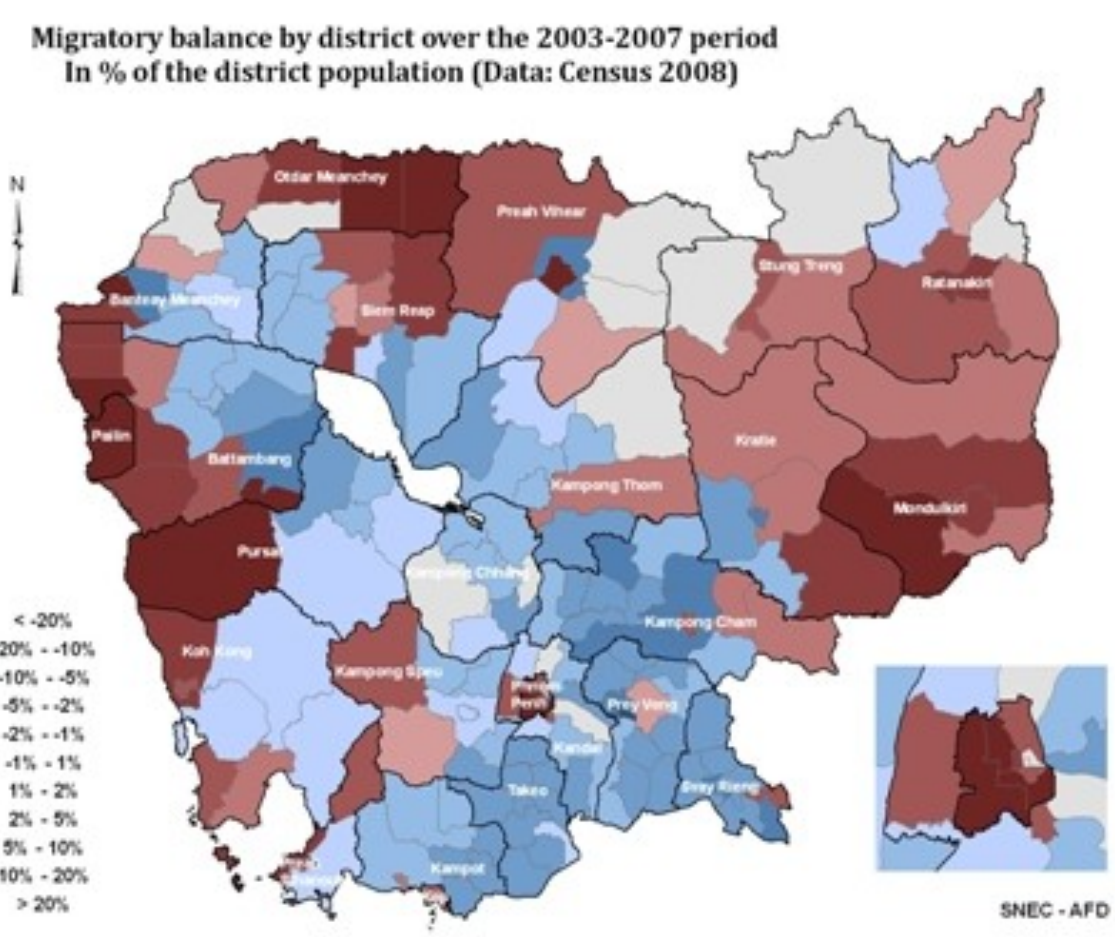 Migratory balance by district over the 2003-2007 period
In % of the district population (Data: Census 2008)
N
Otdar Meanchey
Preah Vihear
Stung Treng
Ratanakiri
Banteay Meanchey
Siem Reap
Pailin
Battambang
Kratie
Kampong Thom
Mondulkiri
Pursat
Kampong Chhang
Kampong Cham
Koh Kong
Kampong Speu
Phnom
Penh
Prey Veng
Kandal
Takeo
Svay Rieng
Kampot
< -20%
20% - -10%
-10% - -5%
-5% - -2%
-2% - -1%
-1% - 1%
1% - 2%
2% - 5%
5% - 10%
10% - 20%
> 20%
SNEC - AFD